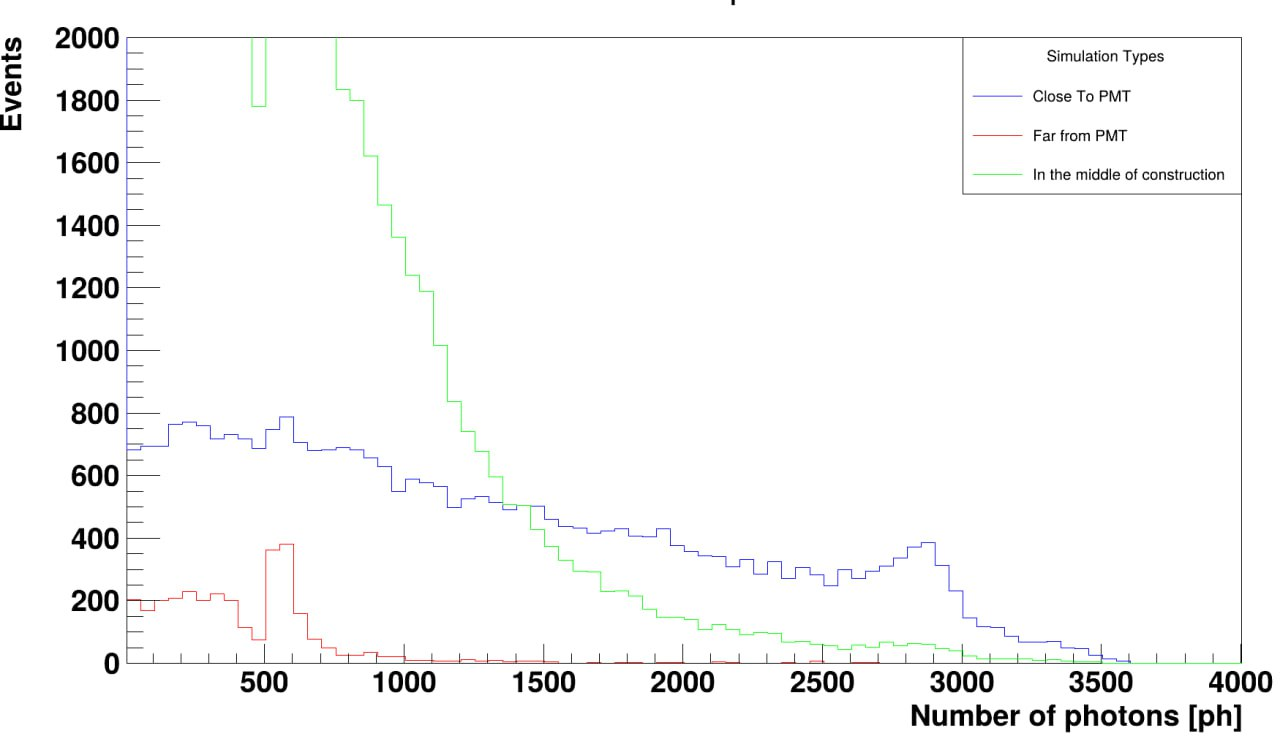 Events
2000
1800
1600
1400
1200
1000
800
600
400
200
0
Simulation Types
Close To PMT
Far from PMT
In the middle of construction
500 1000 1500 2000 2500 3000 3500 4000
Number of photons [ph]